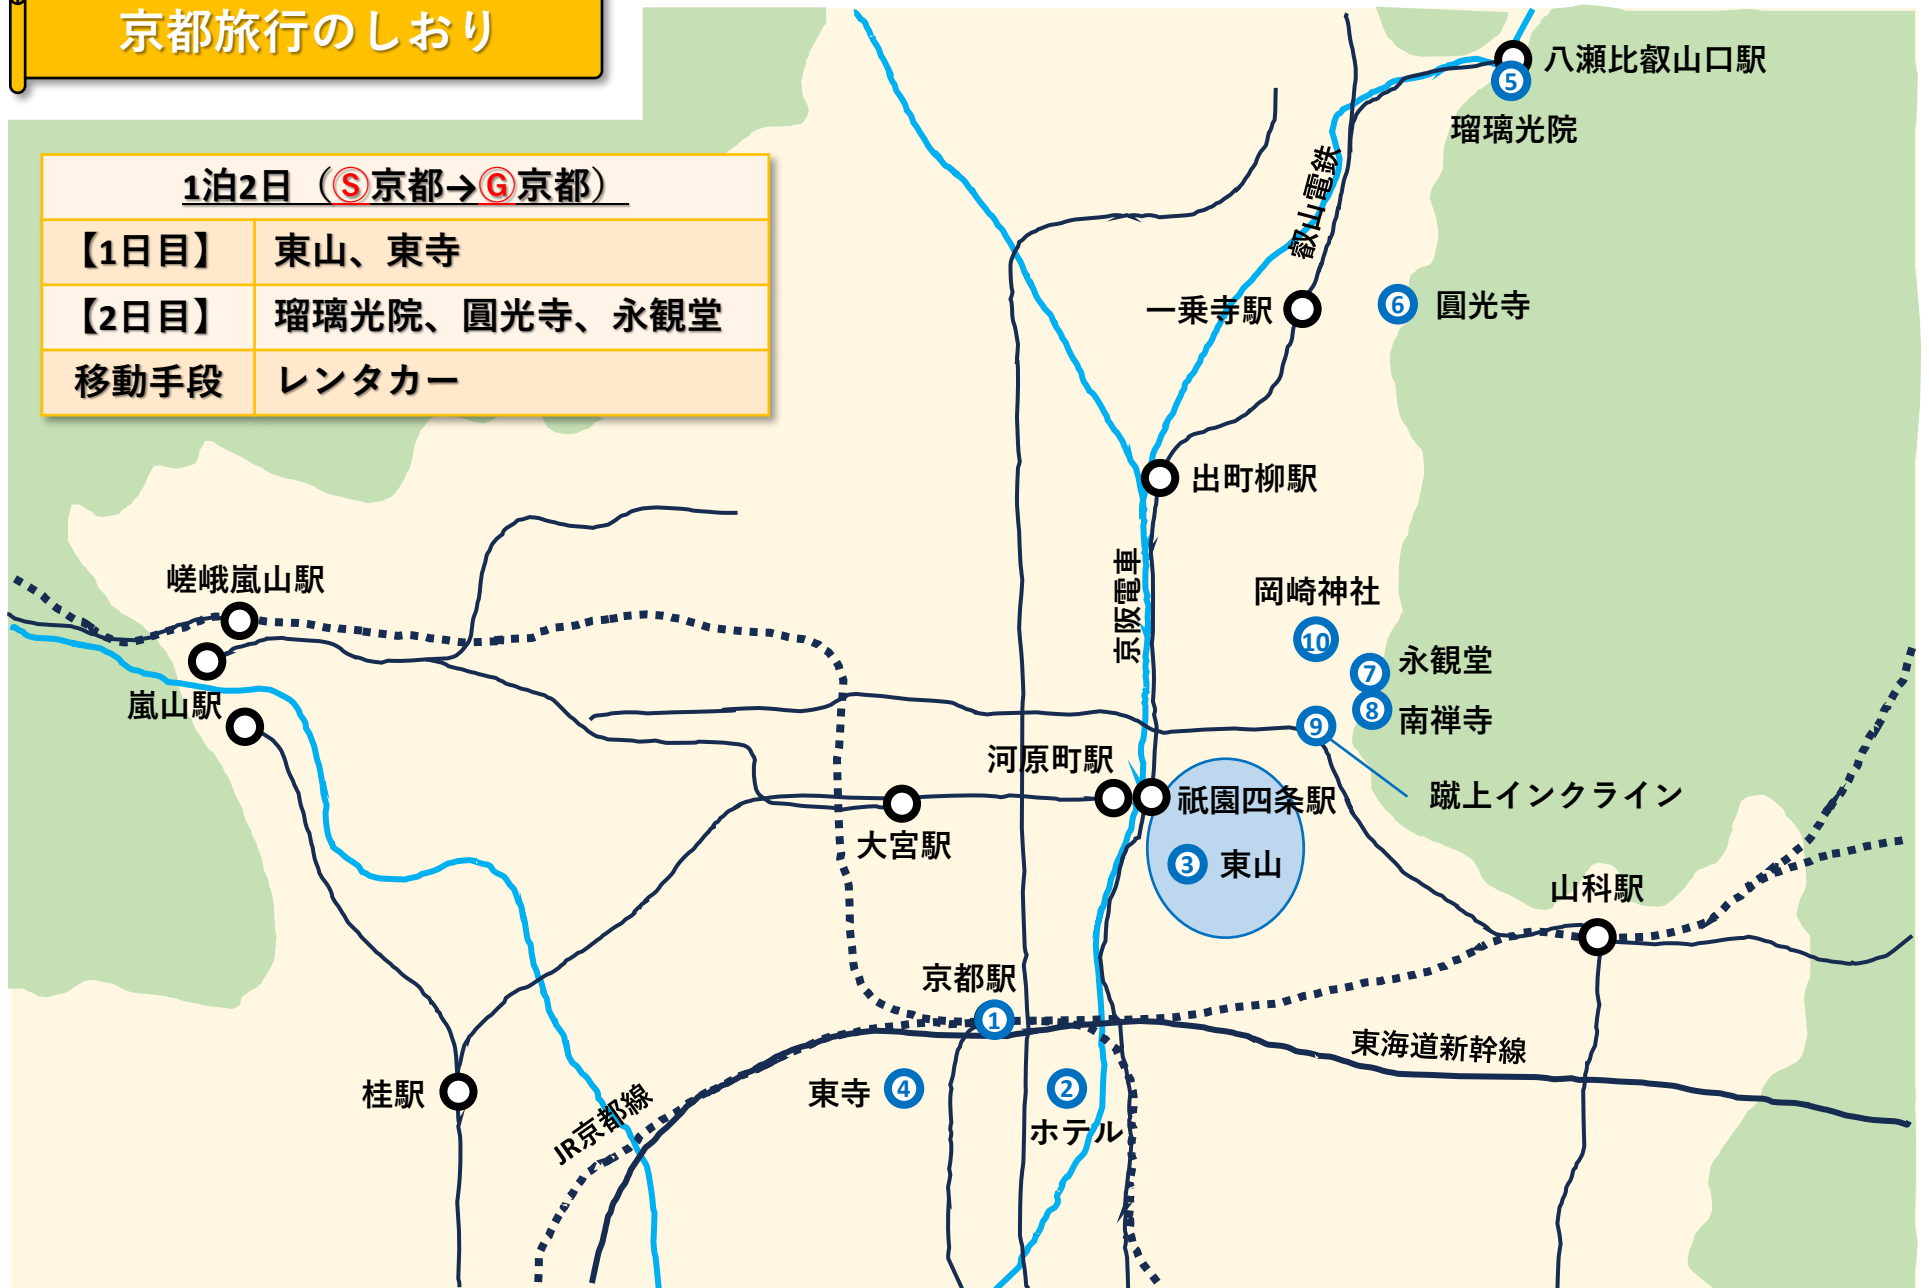 京都旅行のしおり
1泊2日（Ⓢ京都→Ⓖ京都）
【1日目】 東山、東寺
【2日目】 瑠璃光院、圓光寺、永観堂
移動手段 レンタカー
八瀬比叡山口駅
5
瑠璃光院
叡山電鉄
一乗寺駅
6 圓光寺
出町柳駅
京阪電車
嵯峨嵐山駅
嵐山駅
岡崎神社
10
7 永観堂
8 南禅寺
9
蹴上インクライン
河原町駅
祇園四条駅
大宮駅
3 東山
山科駅
京都駅
1
東海道新幹線
桂駅
東寺 4
2
ホテル
JR京都線